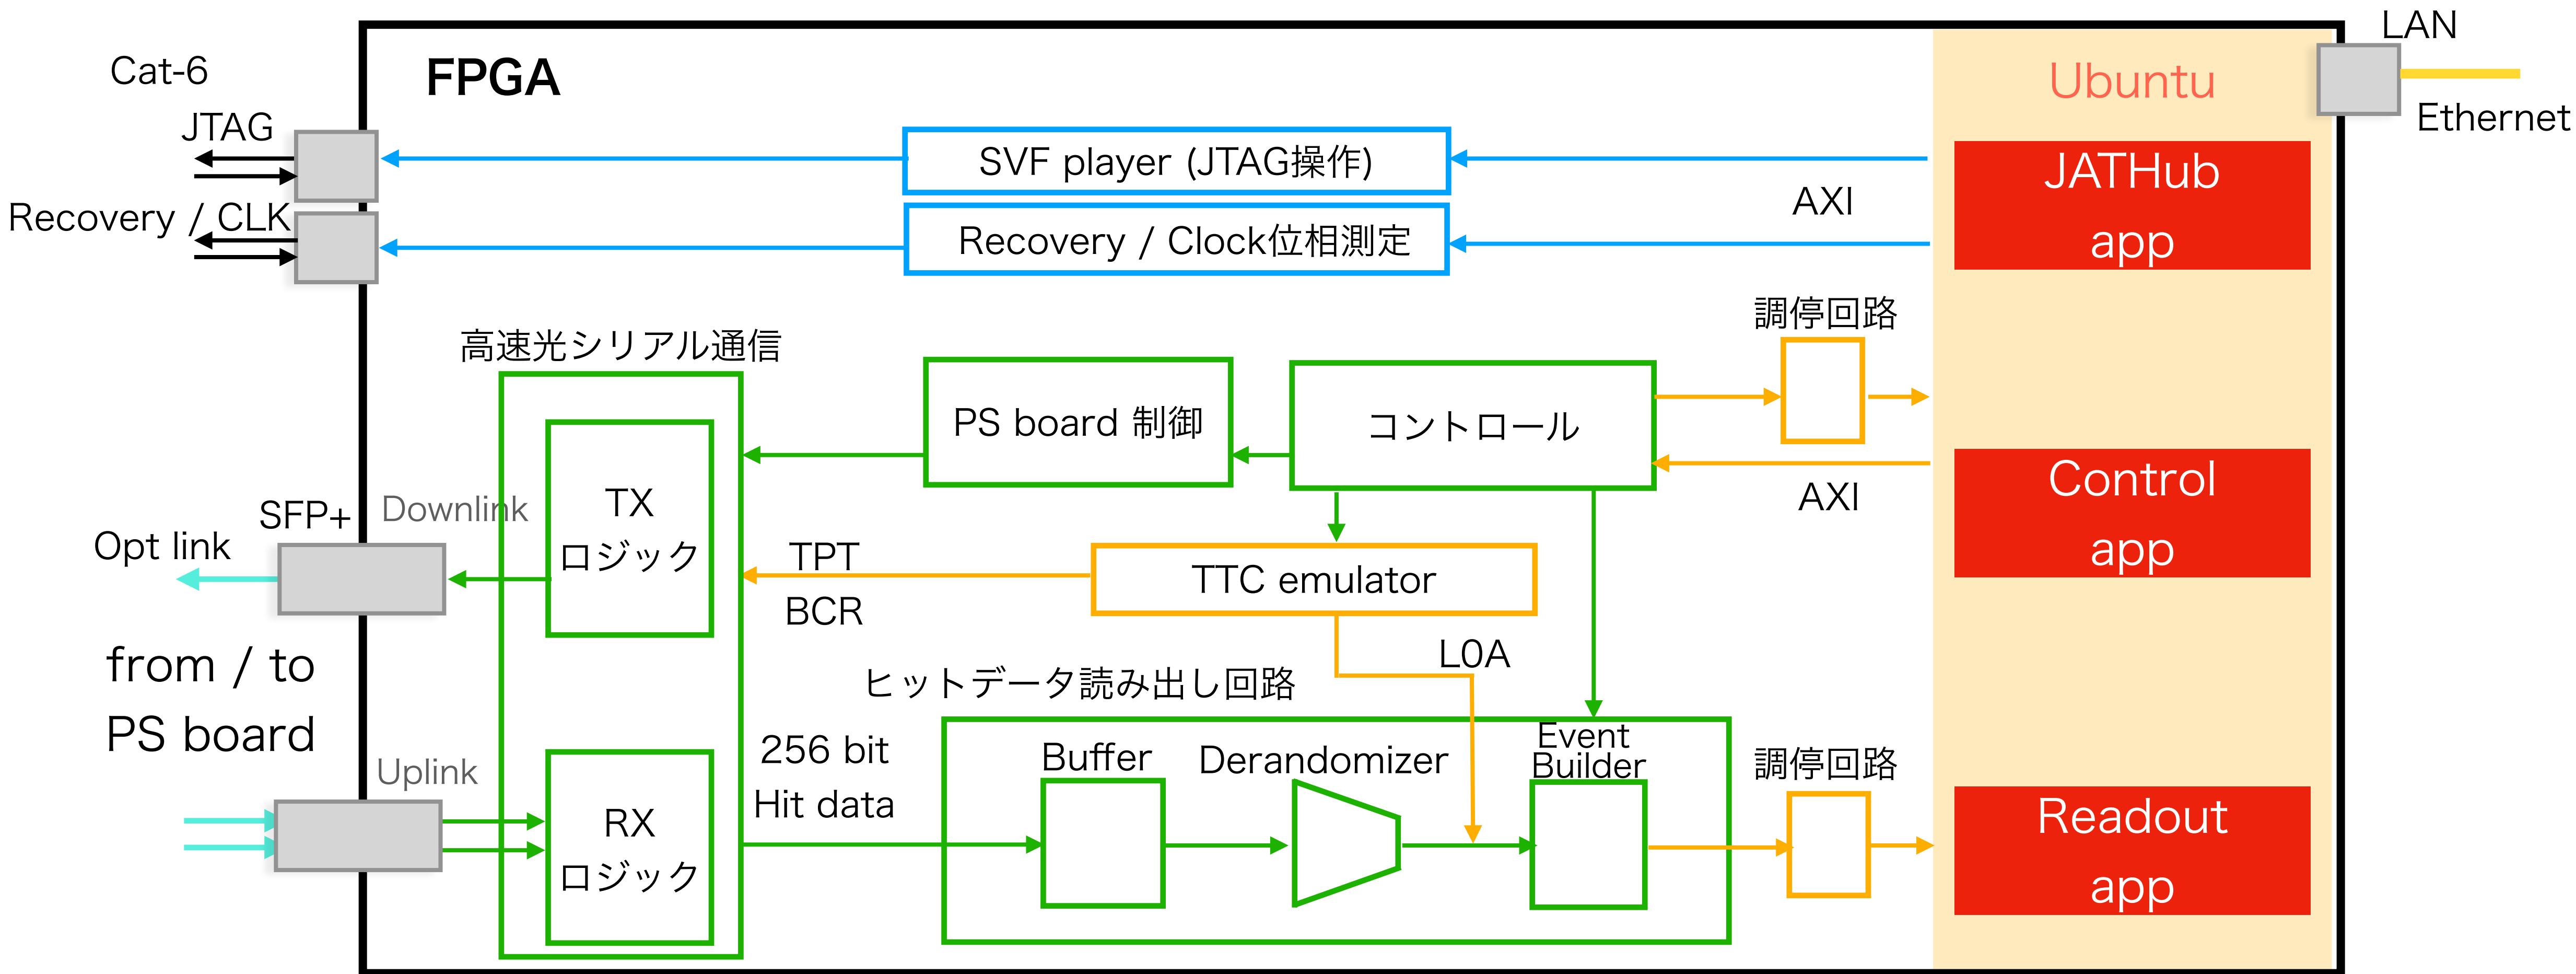 LAN
Cat-6
FPGA
Ubuntu
Ethernet
JTAG
SVF player (JTAG操作)
JATHub
app
AXI
Recovery / CLK
Recovery / Clock位相測定
調停回路
高速光シリアル通信
PS board 制御
コントロール
Control
app
AXI
TX
ロジック
SFP+
Downlink
Opt link
TPT
BCR
TTC emulator
L0A
from / to
PS board
ヒットデータ読み出し回路
256 bit
Hit data
Uplink
RX
ロジック
Buffer
Derandomizer
Event
Builder
調停回路
Readout
app